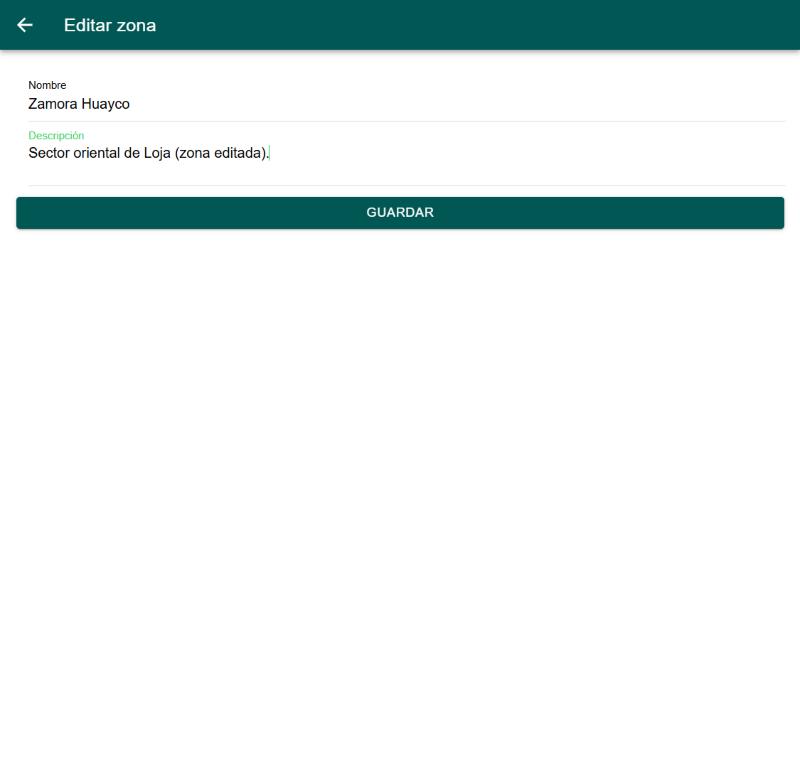 Editar zona
Nombre
Zamora Huayco
Descripción
Sector oriental de Loja (zona editada).
GUARDAR